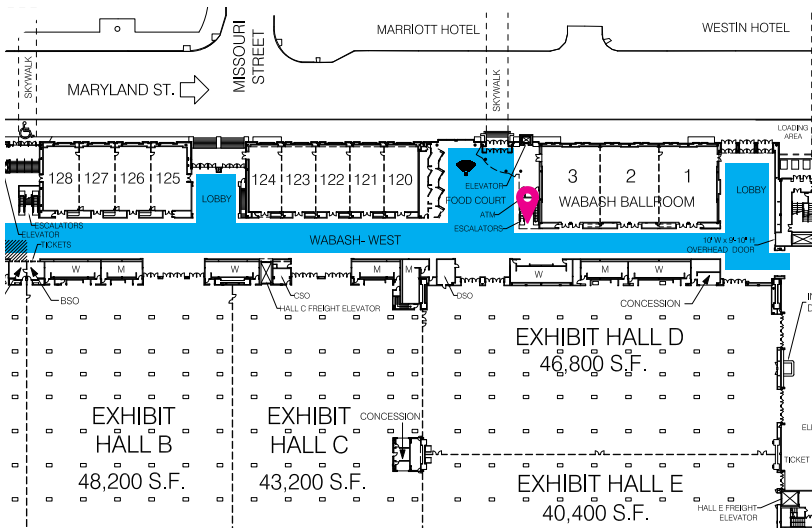 MARRIOTT HOTEL
WESTIN HOTEL
SKYWALK
MARYLAND ST.
MISSOURI
STREET
SKYWALK
LOADING
AREA
128
127
126
125
LOBBY
124
123
122
121
120
ELEVATOR
FOOD COURT
ATM
ESCALATORS
3
2
1
WABASH BALLROOM
LOBBY
ESCALATORS
ELEVATOR
TICKETS
WABASH-WEST
10' W x 9'-10" H
OVERHEAD DOOR
W
M
W
W
M
M
W
M
W
BSO
CSO
HALL C FREIGHT ELEVATOR
DSO
CONCESSION
EXHIBIT HALL D
46,800 S.F.
EXHIBIT
HALL B
48,200 S.F.
EXHIBIT
HALL C
43,200 S.F.
CONCESSION
EXHIBIT HALL E
40,400 S.F.
TICKET
HALL E FREIGHT
ELEVATOR